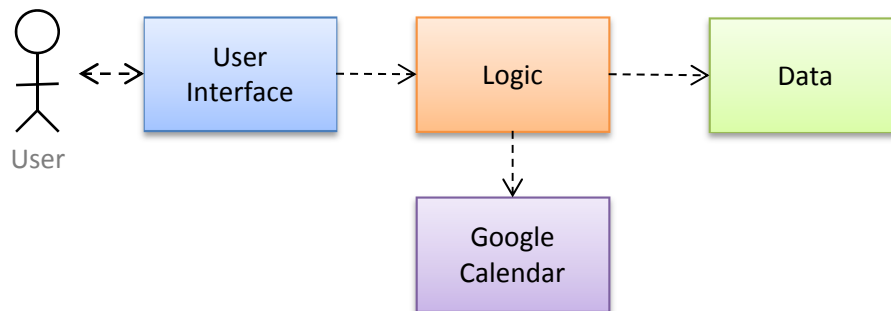 User
Interface
Logic
Data
User
Google
Calendar